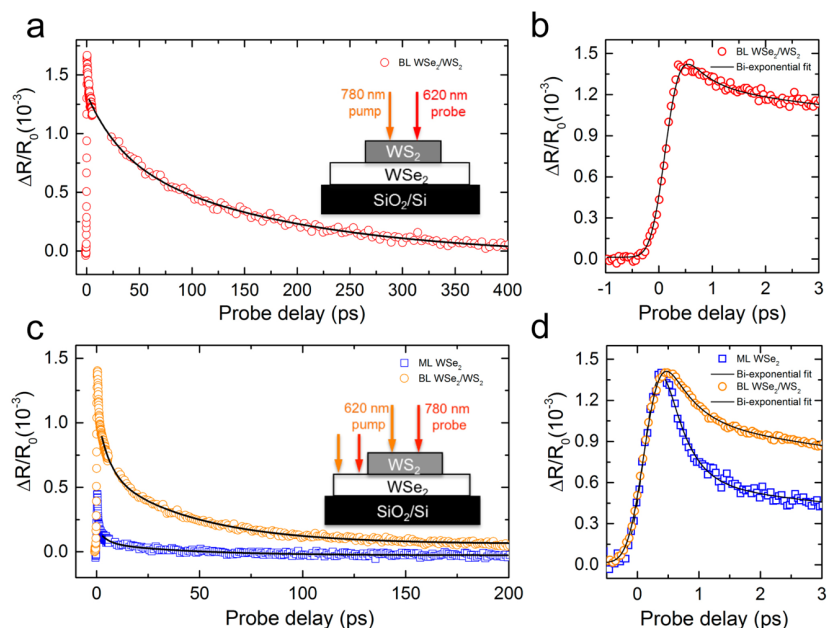 a
ΔR/R₀(10⁻³)
1.5
1.0
0.5
0.0
0 50 100 150 200 250 300 350 400
Probe delay (ps)
BL WSe₂/WS₂
780 nm
pump
620 nm
probe
WS₂
WSe₂
SiO₂/Si
b
ΔR/R₀(10⁻³)
1.5
1.2
0.9
0.6
0.3
0.0
-1 0 1 2 3
Probe delay (ps)
BL WSe₂/WS₂
Bi-exponential fit
c
ΔR/R₀(10⁻³)
1.5
1.0
0.5
0.0
0 50 100 150 200
Probe delay (ps)
ML WSe₂
BL WSe₂/WS₂
620 nm
pump
780 nm
probe
WS₂
WSe₂
SiO₂/Si
d
ΔR/R₀(10⁻³)
1.5
1.2
0.9
0.6
0.3
0.0
0 1 2 3
Probe delay (ps)
ML WSe₂
Bi-exponential fit
BL WSe₂/WS₂
Bi-exponential fit